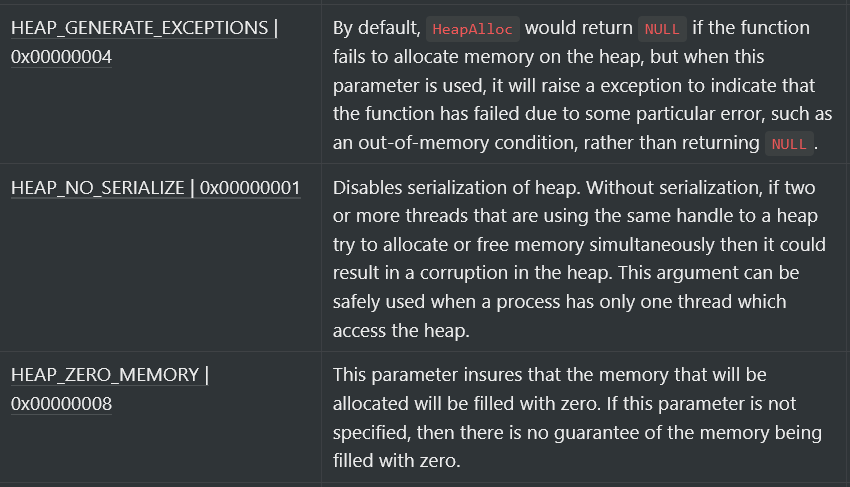 HEAP_GENERATE_EXCEPTIONS |
0x00000004
By default, HeapAlloc would return NULL if the function
fails to allocate memory on the heap, but when this
parameter is used, it will raise a exception to indicate that
the function has failed due to some particular error, such as
an out-of-memory condition, rather than returning NULL.
HEAP_NO_SERIALIZE | 0x00000001
Disables serialization of heap. Without serialization, if two
or more threads that are using the same handle to a heap
try to allocate or free memory simultaneously then it could
result in a corruption in the heap. This argument can be
safely used when a process has only one thread which
access the heap.
HEAP_ZERO_MEMORY |
0x00000008
This parameter insures that the memory that will be
allocated will be filled with zero. If this parameter is not
specified, then there is no guarantee of the memory being
filled with zero.